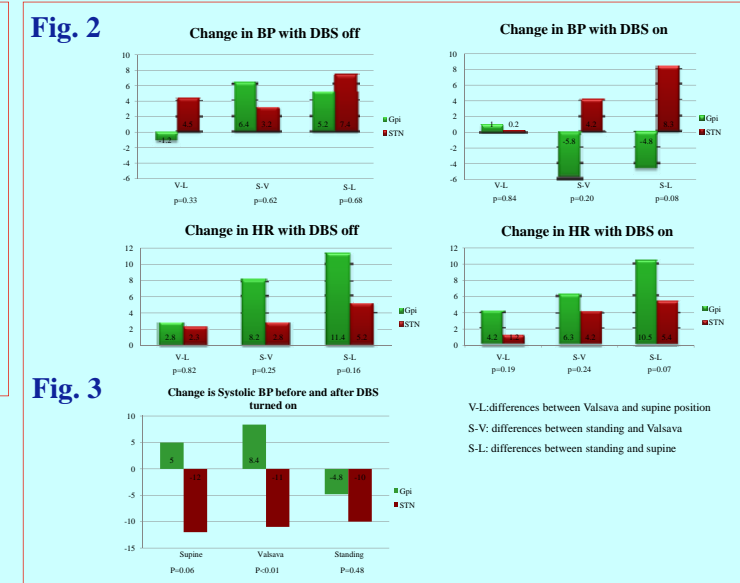 Fig. 2
Change in BP with DBS off
10
8
6
4
2
0
-2
-4
-6
-1.2
4.5
6.4
3.2
5.2
7.4
Gpi
STN
V-L
S-V
S-L
p=0.33
p=0.62
p=0.68
Change in BP with DBS on
10
8
6
4
2
0
-2
-4
-6
1
0.2
-5.8
4.2
-4.8
Gpi
STN
V-L
S-V
S-L
p=0.84
p=0.20
p=0.08
Change in HR with DBS off
12
10
8
6
4
2
0
2.8
2.3
8.2
2.8
11.4
5.2
Gpi
STN
V-L
S-V
S-L
p=0.82
p=0.25
p=0.16
Change in HR with DBS on
12
10
8
6
4
2
0
4.2
1.2
6.3
4.2
10.5
5.4
Gpi
STN
V-L
S-V
S-L
p=0.19
p=0.24
p=0.07
Fig. 3
Change is Systolic BP before and after DBS
turned on
10
5
0
-5
-10
-15
5
-12
8.4
-11
-4.8
-10
Gpi
STN
Supine
Valsava
Standing
P=0.06
P<0.01
P=0.48
V-L:differences between Valsava and supine position
S-V: differences between standing and Valsava
S-L: differences between standing and supine